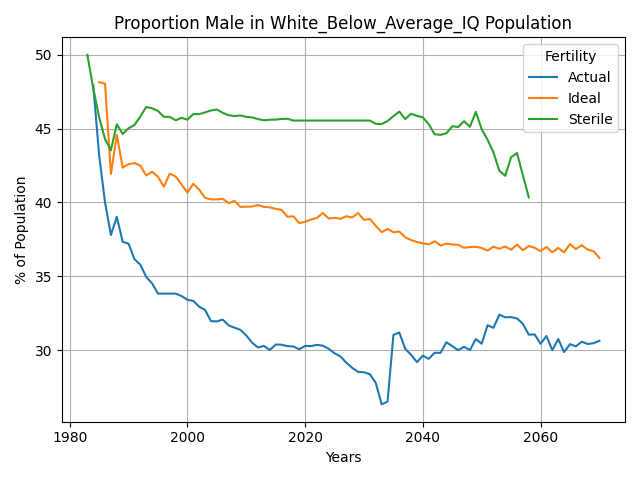 Proportion Male in White_Below_Average_IQ Population
Fertility
Actual
Ideal
Sterile
% of Population
50
45
40
35
30
1980
2000
2020
2040
2060
Years